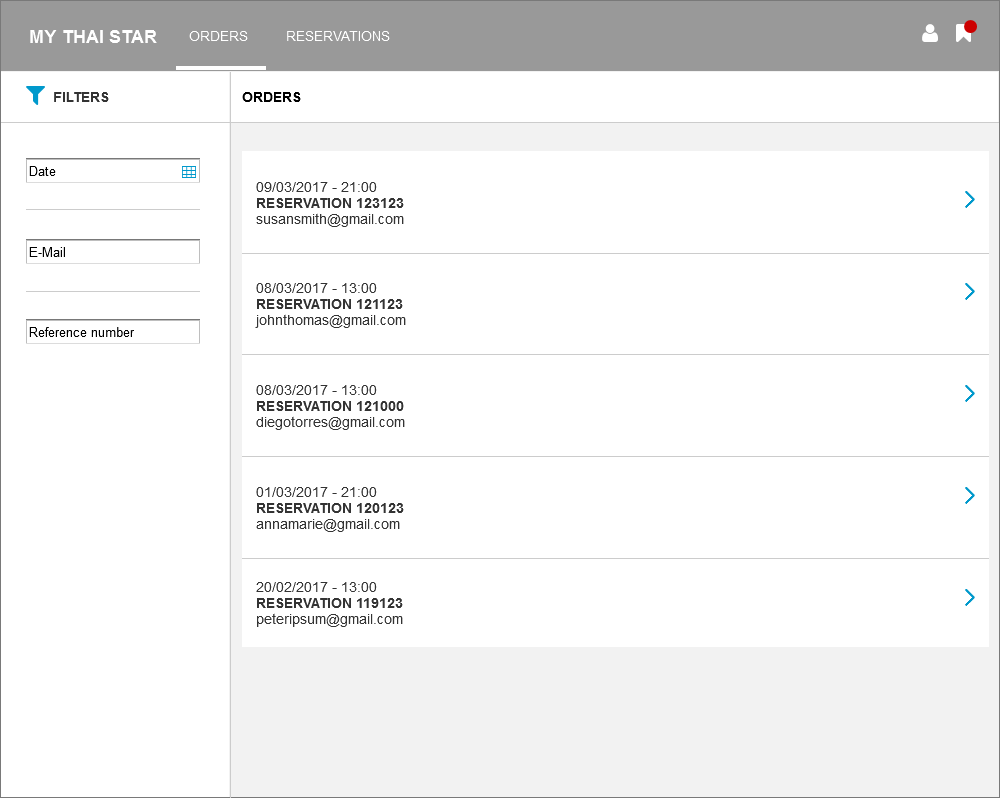 MY THAI STAR
ORDERS
RESERVATIONS
FILTERS
ORDERS
Date
E-Mail
Reference number
09/03/2017 - 21:00
RESERVATION 123123
susansmith@gmail.com
08/03/2017 - 13:00
RESERVATION 121123
johnthomas@gmail.com
08/03/2017 - 13:00
RESERVATION 121000
diegotorres@gmail.com
01/03/2017 - 21:00
RESERVATION 120123
annamarie@gmail.com
20/02/2017 - 13:00
RESERVATION 119123
peteripsum@gmail.com